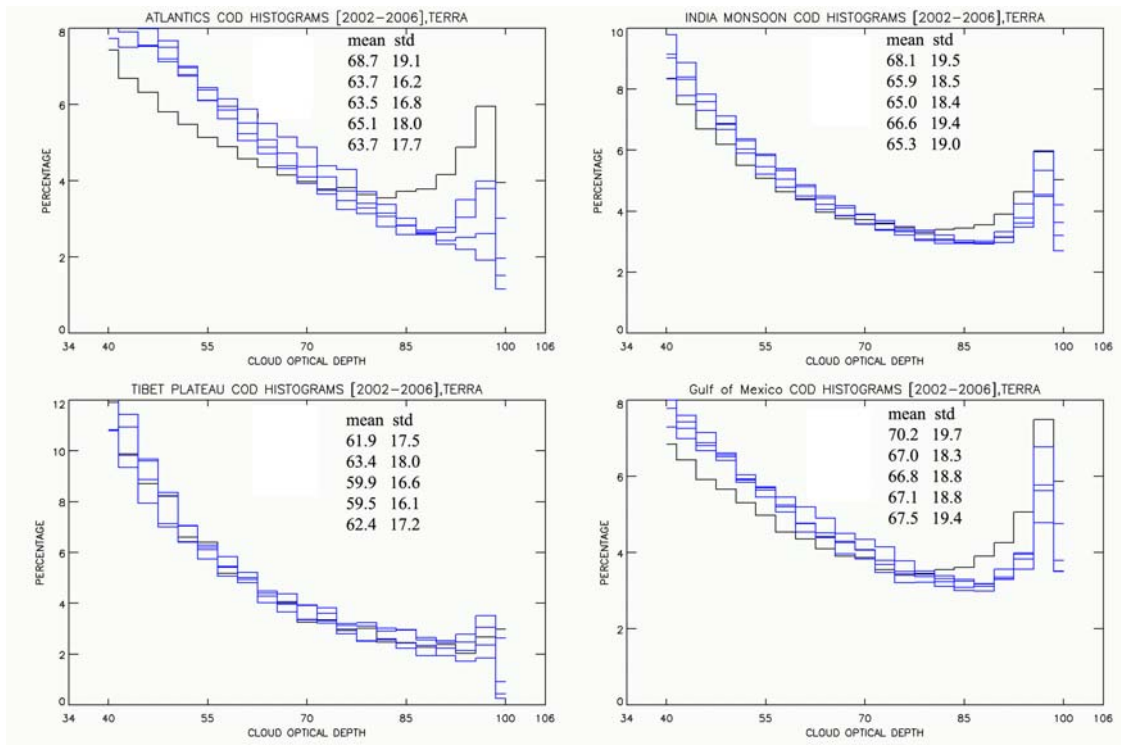 ATLANTICS COD HISTOGRAMS [2002-2006],TERRA
mean std
68.7 19.1
63.7 16.2
63.5 16.8
65.1 18.0
63.7 17.7
PERCENTAGE
8
6
4
2
0
34 40 55 70 85 100 106
CLOUD OPTICAL DEPTH
INDIA MONSOON COD HISTOGRAMS [2002-2006],TERRA
mean std
68.1 19.5
65.9 18.5
65.0 18.4
66.6 19.4
65.3 19.0
PERCENTAGE
10
8
6
4
2
0
34 40 55 70 85 100 106
CLOUD OPTICAL DEPTH
TIBET PLATEAU COD HISTOGRAMS [2002-2006],TERRA
mean std
61.9 17.5
63.4 18.0
59.9 16.6
59.5 16.1
62.4 17.2
PERCENTAGE
12
10
8
6
4
2
0
34 40 55 70 85 100 106
CLOUD OPTICAL DEPTH
Gulf of Mexico COD HISTOGRAMS [2002-2006],TERRA
mean std
70.2 19.7
67.0 18.3
66.8 18.8
67.1 18.8
67.5 19.4
PERCENTAGE
8
6
4
2
0
34 40 55 70 85 100 106
CLOUD OPTICAL DEPTH